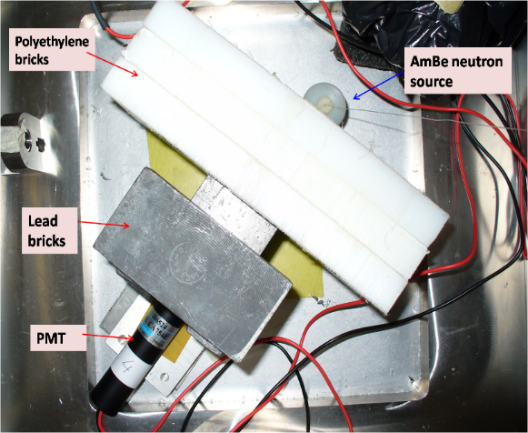 Polyethylene
bricks
AmBe neutron
source
Lead
bricks
PMT
4